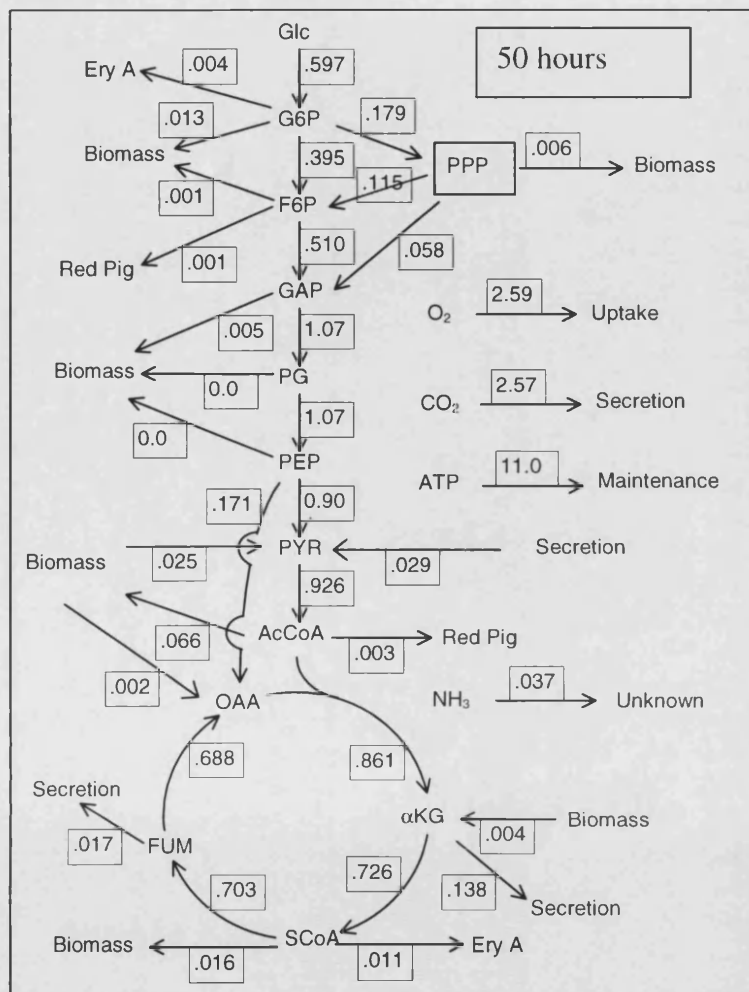 Glc
50 hours
.597
Ery A
.004
G6P
.179
.013
Biomass
.395
PPP
.006
Biomass
.001
.115
F6P
Red Pig
.001
.510
.058
GAP
O₂
2.59
Uptake
.005
1.07
Biomass
0.0
PG
CO₂
2.57
Secretion
0.0
1.07
PEP
ATP
11.0
Maintenance
.171
0.90
Biomass
.025
PYR
.029
Secretion
.926
.066
AcCoA
.003
Red Pig
.002
OAA
NH₃
.037
Unknown
.688
.861
Secretion
.017
FUM
αKG
.004
Biomass
.703
.726
.138
Secretion
Biomass
.016
SCoA
.011
Ery A